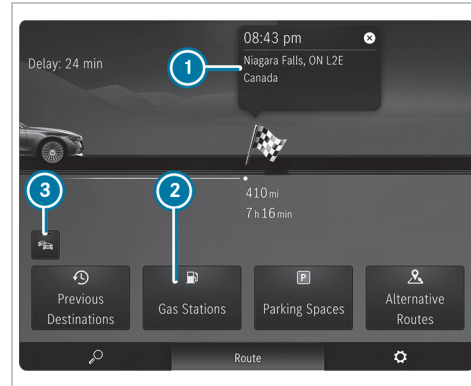 08:43 pm
Delay: 24 min
1
Niagara Falls, ON L2E
Canada
3
2
410 mi
7 h 16 min
P
Previous
Destinations
Gas Stations
Parking Spaces
Alternative
Routes
Route